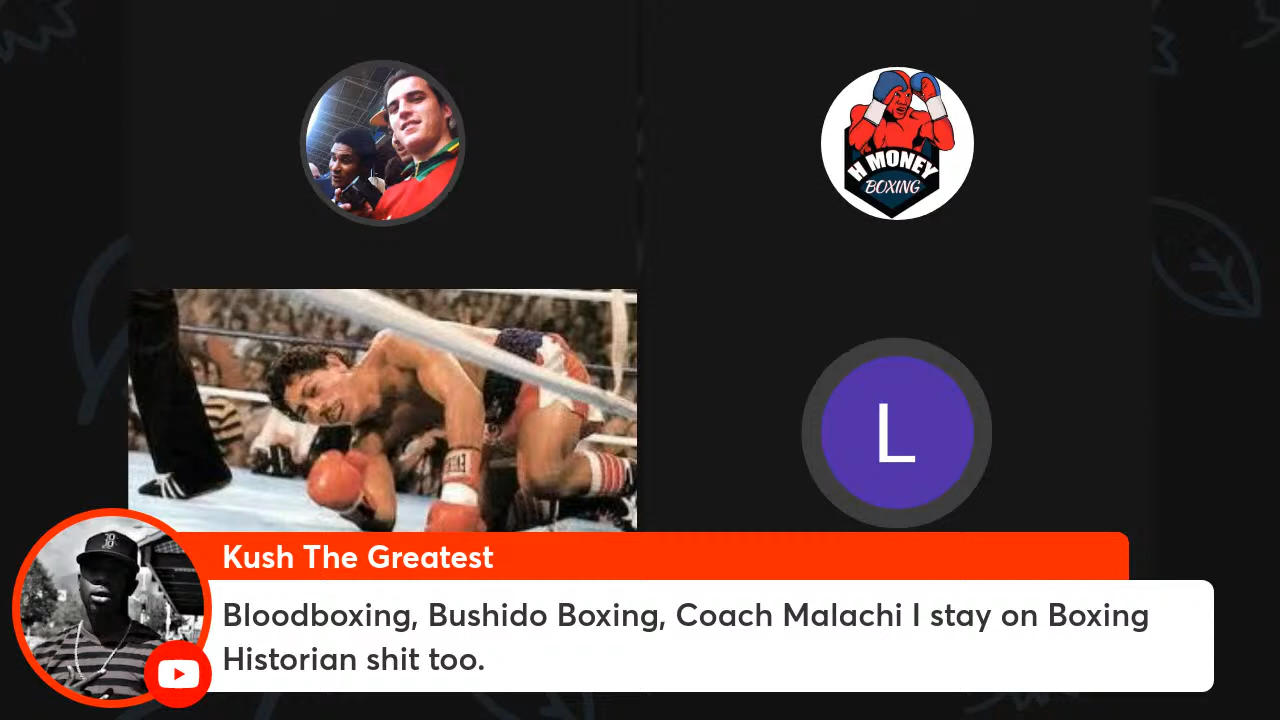 H MONEY
BOXING
L
Kush The Greatest
Bloodboxing, Bushido Boxing, Coach Malachi I stay on Boxing
Historian shit too.